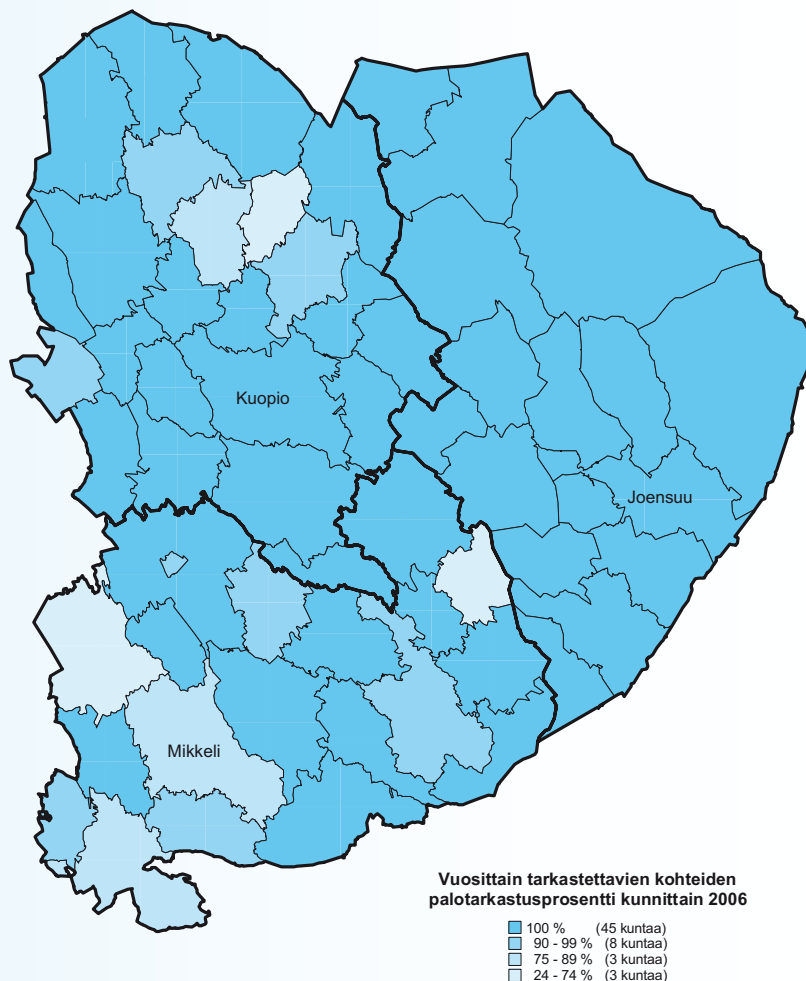 Kuopio
Joensuu
Mikkeli
Vuosittain tarkastettavien kohteiden
palotarkastusprosentti kunnittain 2006
100 % (45 kuntaa)
90 - 99 % (8 kuntaa)
75 - 89 % (3 kuntaa)
24 - 74 % (3 kuntaa)